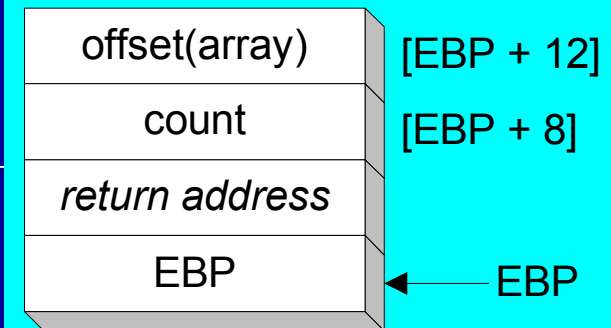 offset(array) [EBP + 12]
count [EBP + 8]
return address
EBP EBP